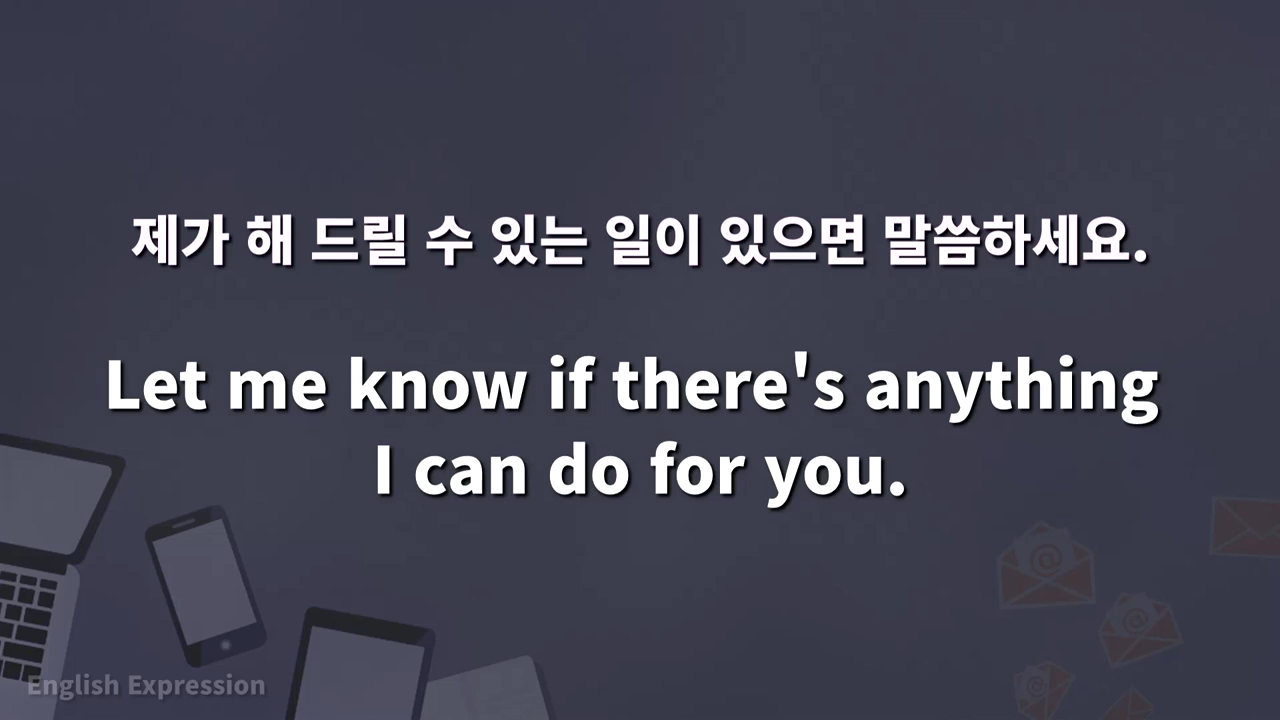 제가 해 드릴 수 있는 일이 있으면 말씀하세요.
Let me know if there's anything
I can do for you.
English Expression